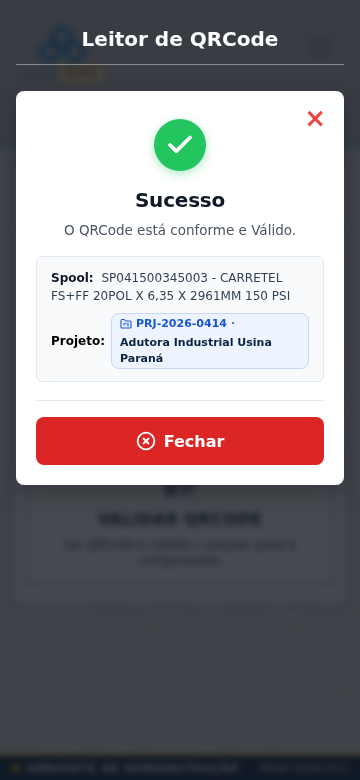 Leitor de QRCode
Sucesso
O QRCode está conforme e Válido.
Spool: SP041500345003 - CARRETEL
FS+FF 20POL X 6,35 X 2961MM 150 PSI
Projeto: PRJ-2026-0414 ·
Adutora Industrial Usina
Paraná
Fechar
VALIDAR QRCODE